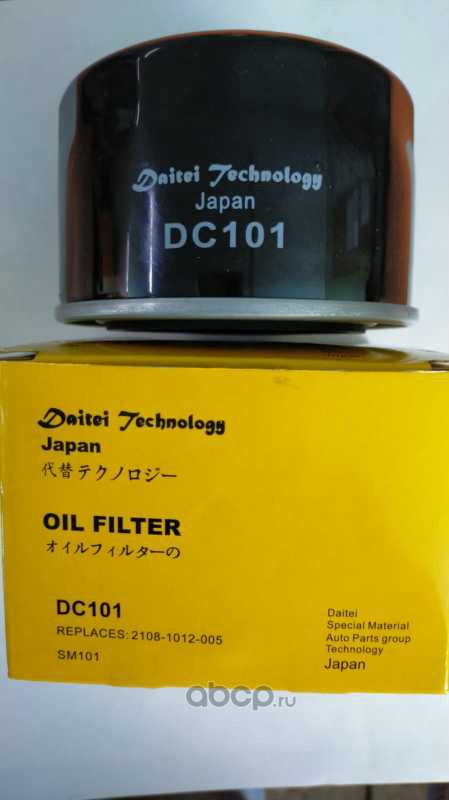 Daitei Technology
Japan
DC101
Daitei Technology
Japan
代替テクノロジー
OIL FILTER
オイルフィルターの
DC101
REPLACES: 2108-1012-005
SM101
Daitei
Special Material
Auto Parts group
Technology
Japan
abcp.ru